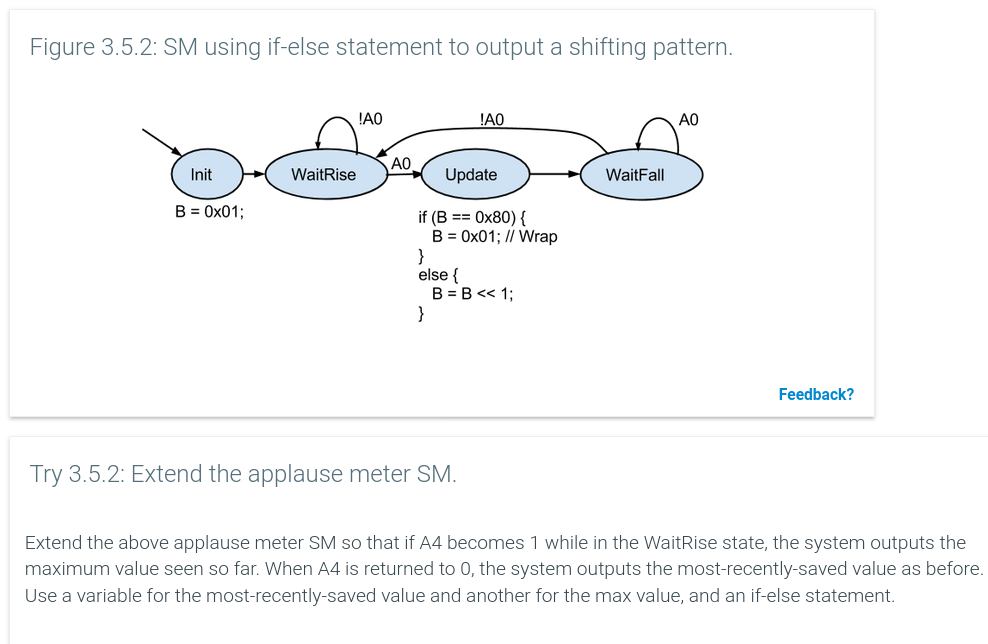 Figure 3.5.2: SM using if-else statement to output a shifting pattern.
!A0
!A0
A0
Init
WaitRise
A0
Update
WaitFall
B = 0x01;
if (B == 0x80) {
B = 0x01; // Wrap
}
else {
B = B << 1;
}
Feedback?
Try 3.5.2: Extend the applause meter SM.
Extend the above applause meter SM so that if A4 becomes 1 while in the WaitRise state, the system outputs the
maximum value seen so far. When A4 is returned to 0, the system outputs the most-recently-saved value as before.
Use a variable for the most-recently-saved value and another for the max value, and an if-else statement.